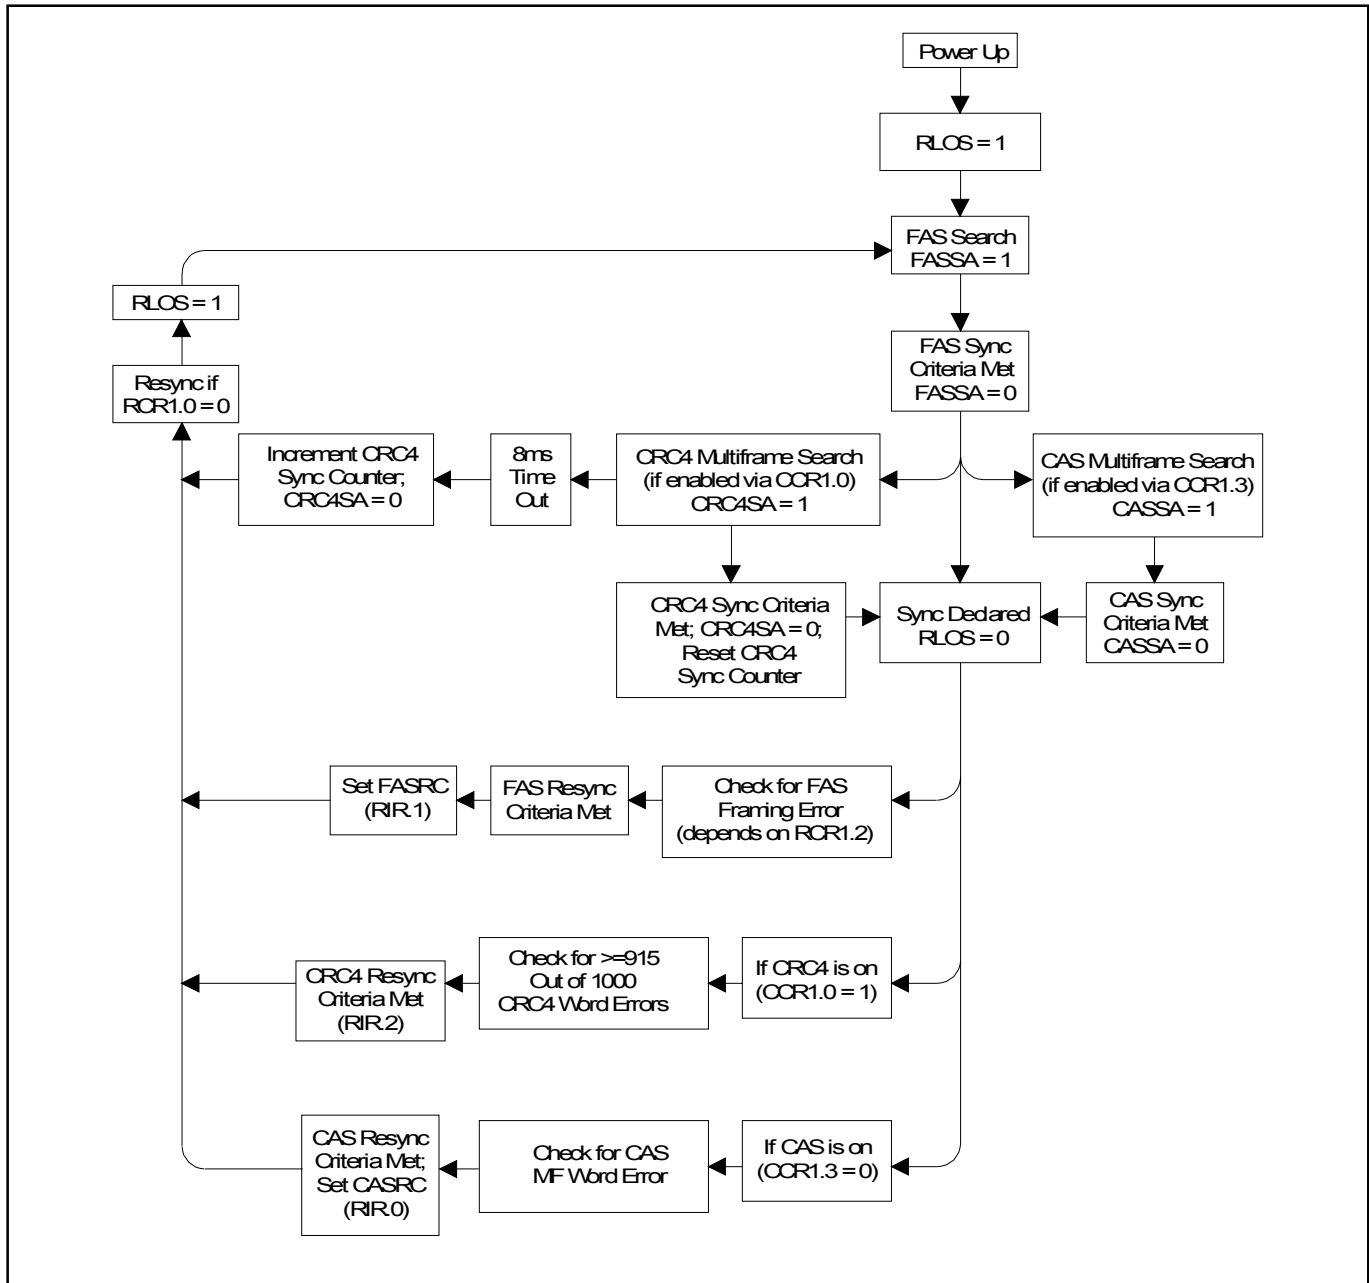 Power Up
RLOS = 1
FAS Search
FASSA = 1
RLOS = 1
FAS Sync
Criteria Met
FASSA = 0
Resync if
RCR1.0 = 0
Increment CRC4
Sync Counter;
CRC4SA = 0
8ms
Time
Out
CRC4 Multiframe Search
(if enabled via CCR1.0)
CRC4SA = 1
CAS Multiframe Search
(if enabled via CCR1.3)
CASSA = 1
CRC4 Sync Criteria
Met; CRC4SA = 0;
Reset CRC4
Sync Counter
Sync Declared
RLOS = 0
CAS Sync
Criteria Met
CASSA = 0
Set FASRC
(RIR.1)
FAS Resync
Criteria Met
Check for FAS
Framing Error
(depends on RCR1.2)
CRC4 Resync
Criteria Met
(RIR.2)
Check for >=915
Out of 1000
CRC4 Word Errors
If CRC4 is on
(CCR1.0 = 1)
CAS Resync
Criteria Met;
Set CASRC
(RIR.0)
Check for CAS
MF Word Error
If CAS is on
(CCR1.3 = 0)